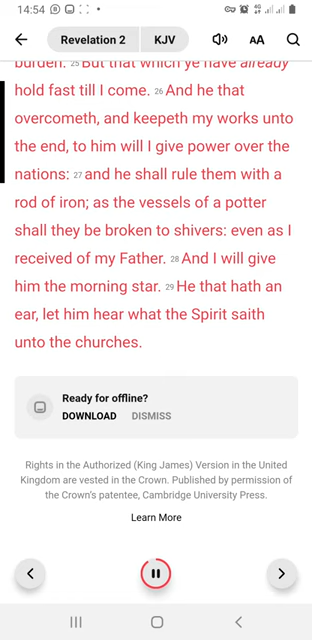 14:54
Revelation 2 KJV AA
burden. 25 But that which ye have already
hold fast till I come. 26 And he that
overcometh, and keepeth my works unto
the end, to him will I give power over the
nations: 27 and he shall rule them with a
rod of iron; as the vessels of a potter
shall they be broken to shivers: even as I
received of my Father. 28 And I will give
him the morning star. 29 He that hath an
ear, let him hear what the Spirit saith
unto the churches.
Ready for offline?
DOWNLOAD DISMISS
Rights in the Authorized (King James) Version in the United
Kingdom are vested in the Crown. Published by permission of
the Crown's patentee, Cambridge University Press.
Learn More